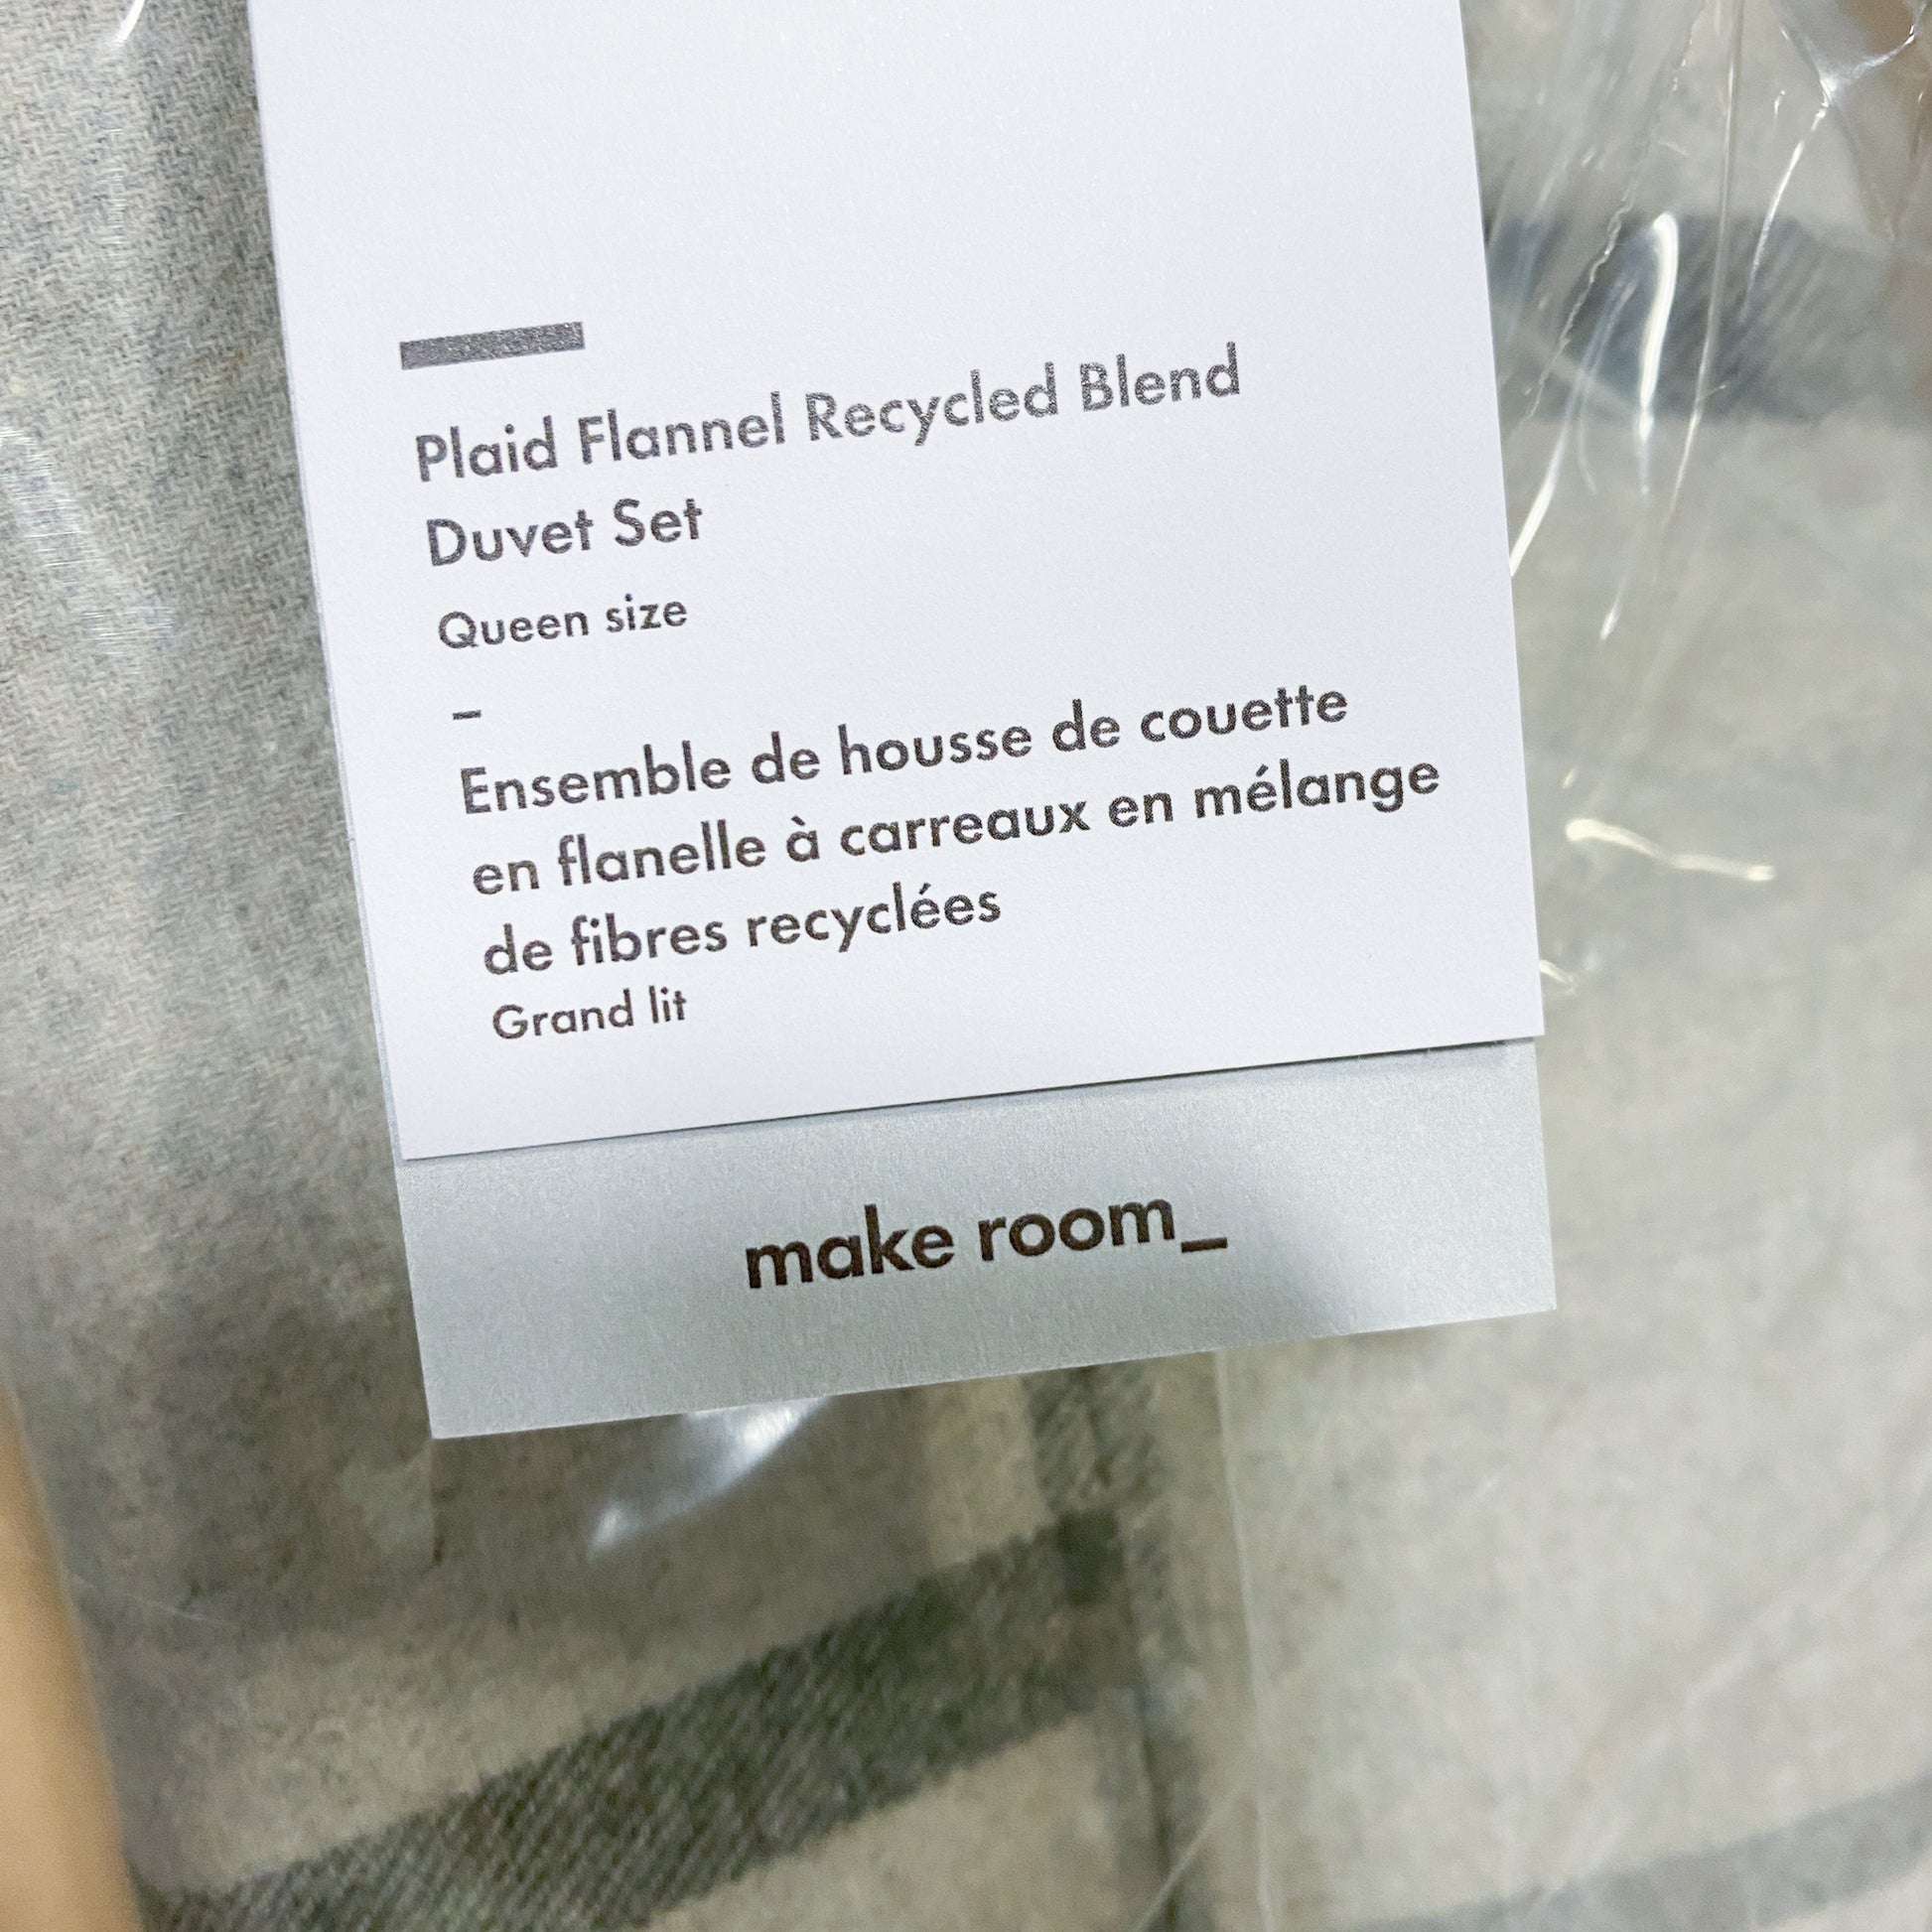 Plaid Flannel Recycled Blend
Duvet Set
Queen size
–
Ensemble de housse de couette
en flanelle à carreaux en mélange
de fibres recyclées
Grand lit
make room_